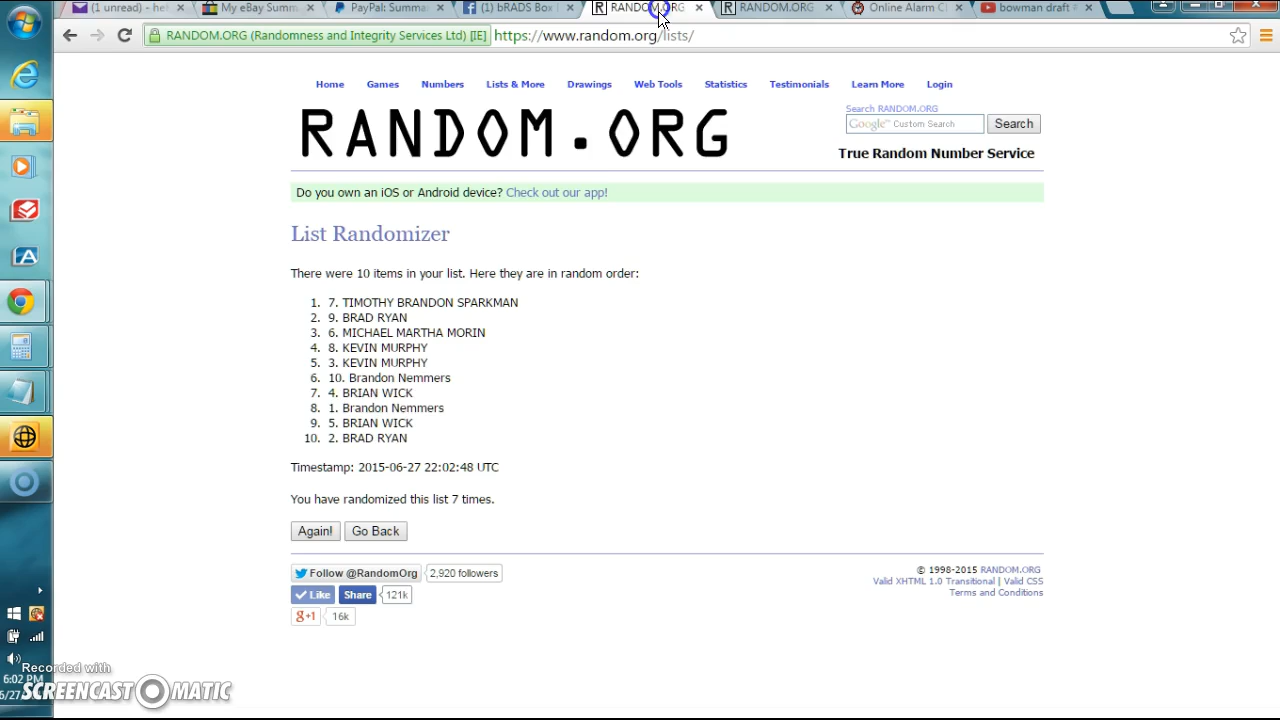 (1 unread) - he
My eBay Summ
PayPal: Summa
(1) bRADS Box
RANDOM.ORG
RANDOM.ORG
Online Alarm Cl
bowman draft
RANDOM.ORG (Randomness and Integrity Services Ltd) [IE]
https://www.random.org/lists/
Home Games Numbers Lists & More Drawings Web Tools Statistics Testimonials Learn More Login
RANDOM.ORG
Search RANDOM.ORG
Google™ Custom Search
Search
True Random Number Service
Do you own an iOS or Android device? Check out our app!
List Randomizer
There were 10 items in your list. Here they are in random order:
1. 7. TIMOTHY BRANDON SPARKMAN
2. 9. BRAD RYAN
3. 6. MICHAEL MARTHA MORIN
4. 8. KEVIN MURPHY
5. 3. KEVIN MURPHY
6. 10. Brandon Nemmers
7. 4. BRIAN WICK
8. 1. Brandon Nemmers
9. 5. BRIAN WICK
10. 2. BRAD RYAN
Timestamp: 2015-06-27 22:02:48 UTC
You have randomized this list 7 times.
Again! Go Back
Follow @RandomOrg 2,920 followers
Like Share 121k
g+1 16k
© 1998-2015 RANDOM.ORG
Valid XHTML 1.0 Transitional | Valid CSS
Terms and Conditions
Recorded with
6:02 PM
6/27/
SCREENCAST MATIC